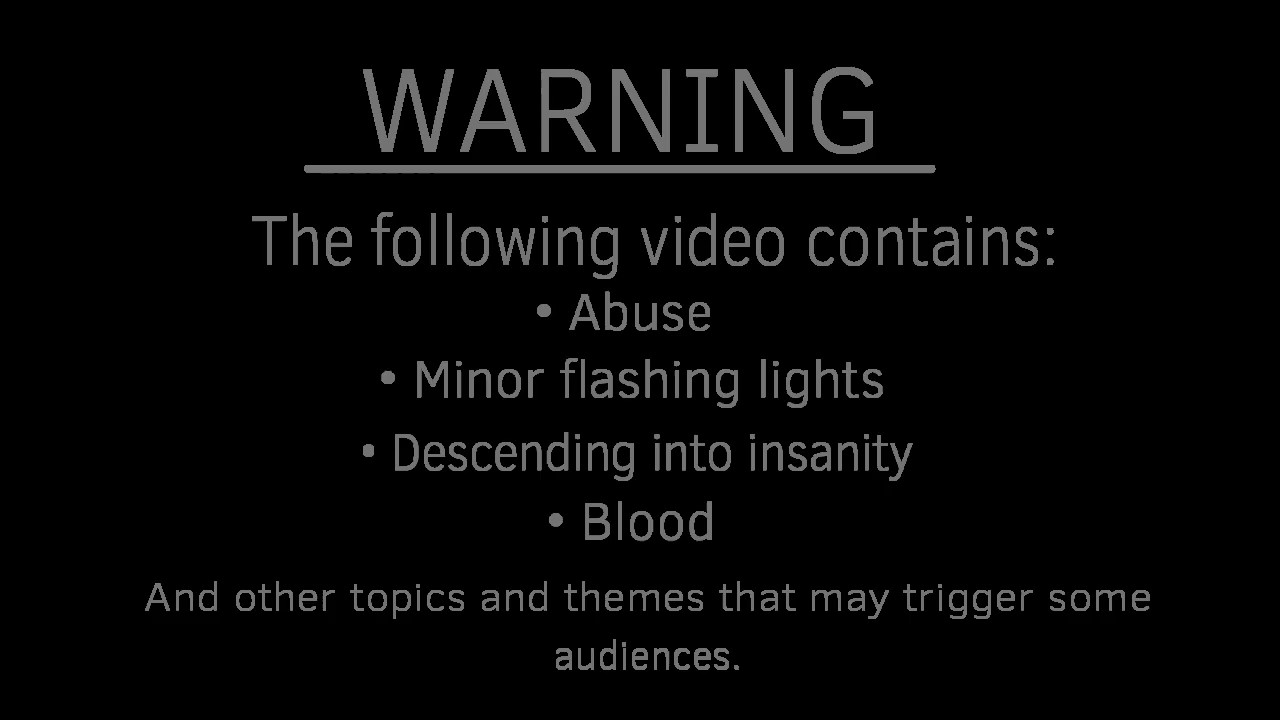 WARNING
The following video contains:
• Abuse
• Minor flashing lights
• Descending into insanity
• Blood
And other topics and themes that may trigger some
audiences.